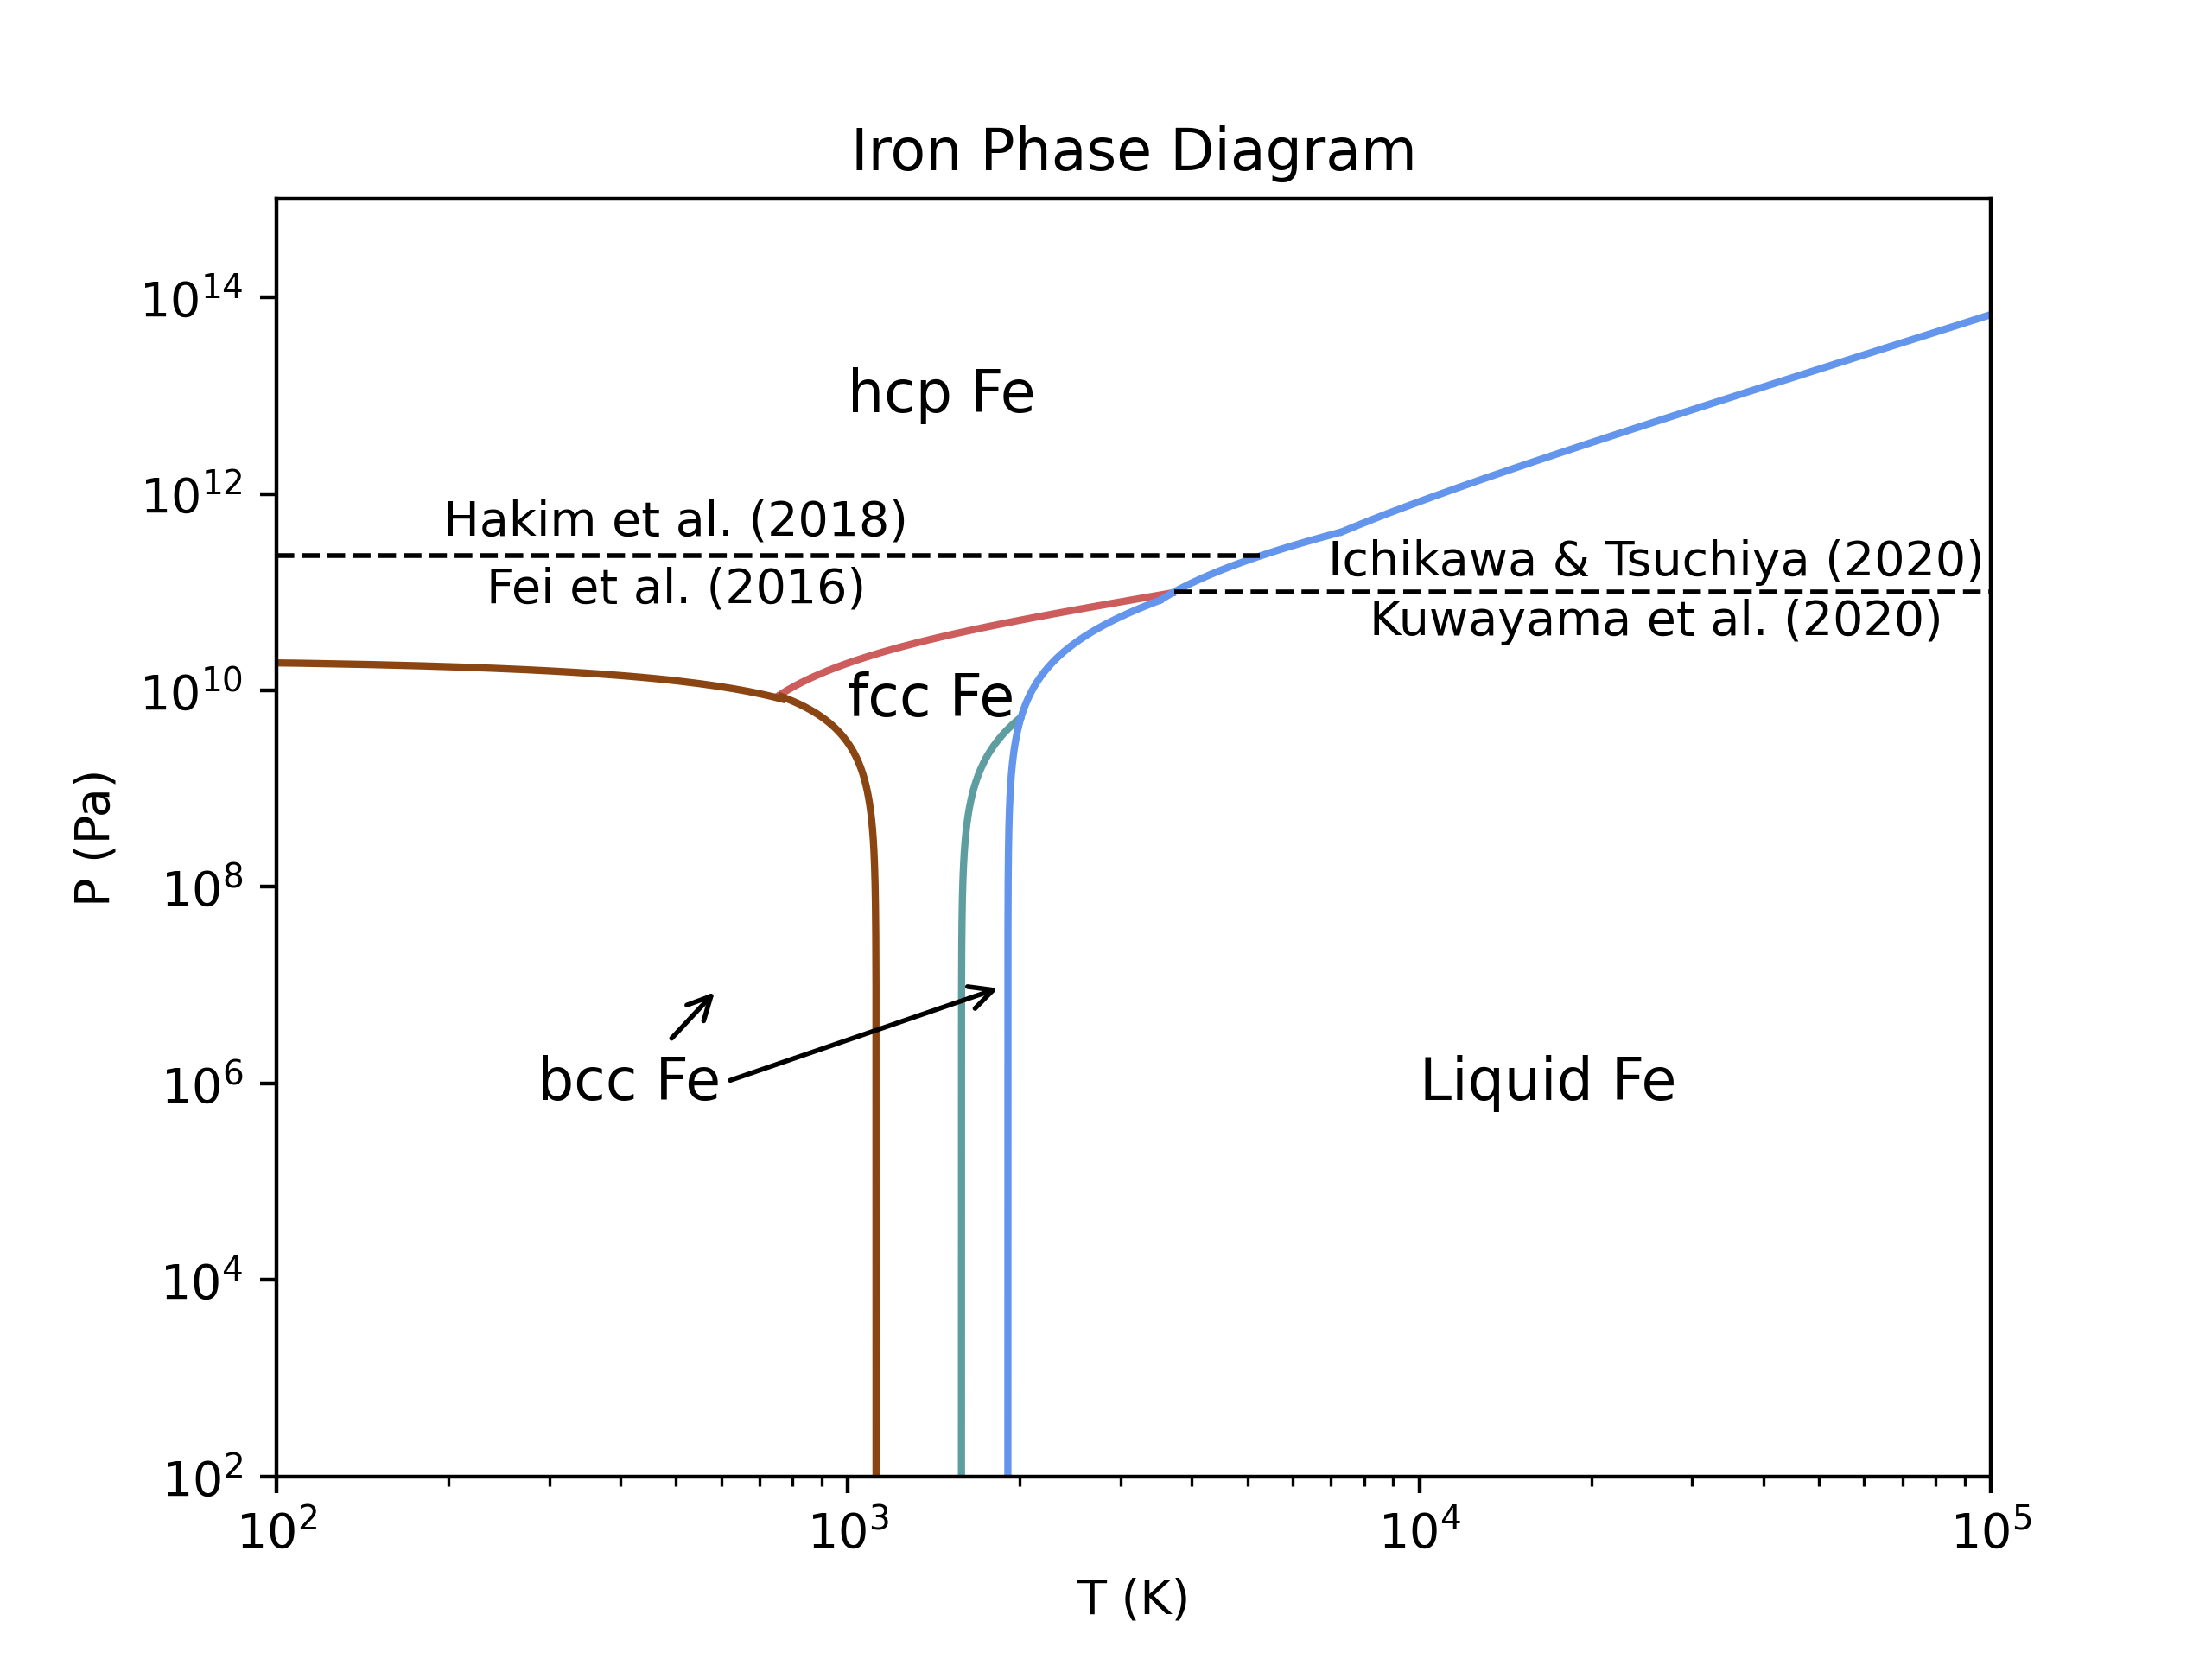 Iron Phase Diagram
10^14
10^12
10^10
10^8
10^6
10^4
10^2
P (Pa)
hcp Fe
Hakim et al. (2018)
Fei et al. (2016)
Ichikawa & Tsuchiya (2020)
Kuwayama et al. (2020)
fcc Fe
bcc Fe
Liquid Fe
10^2
10^3
10^4
10^5
T (K)